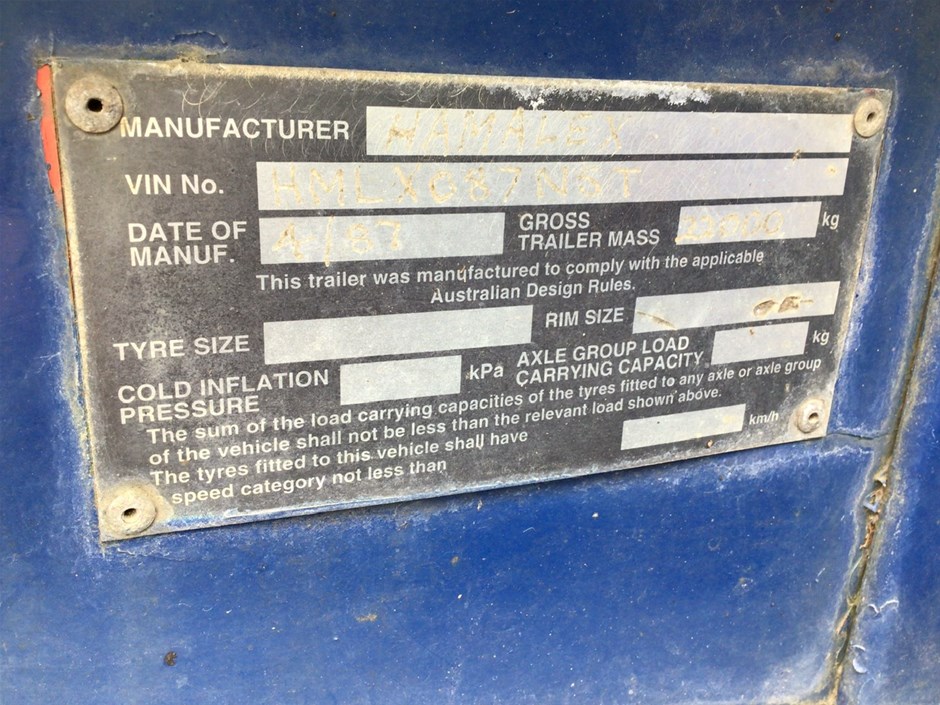 MANUFACTURER HAMALEX
VIN No.
DATE OF MANUF. 4/87
GROSS TRAILER MASS kg
This trailer was manufactured to comply with the applicable
Australian Design Rules.
TYRE SIZE RIM SIZE
COLD INFLATION PRESSURE kPa
AXLE GROUP LOAD CARRYING CAPACITY kg
The sum of the load carrying capacities of the tyres fitted to any axle or axle group
of the vehicle shall not be less than the relevant load shown above.
The tyres fitted to this vehicle shall have
speed category not less than km/h